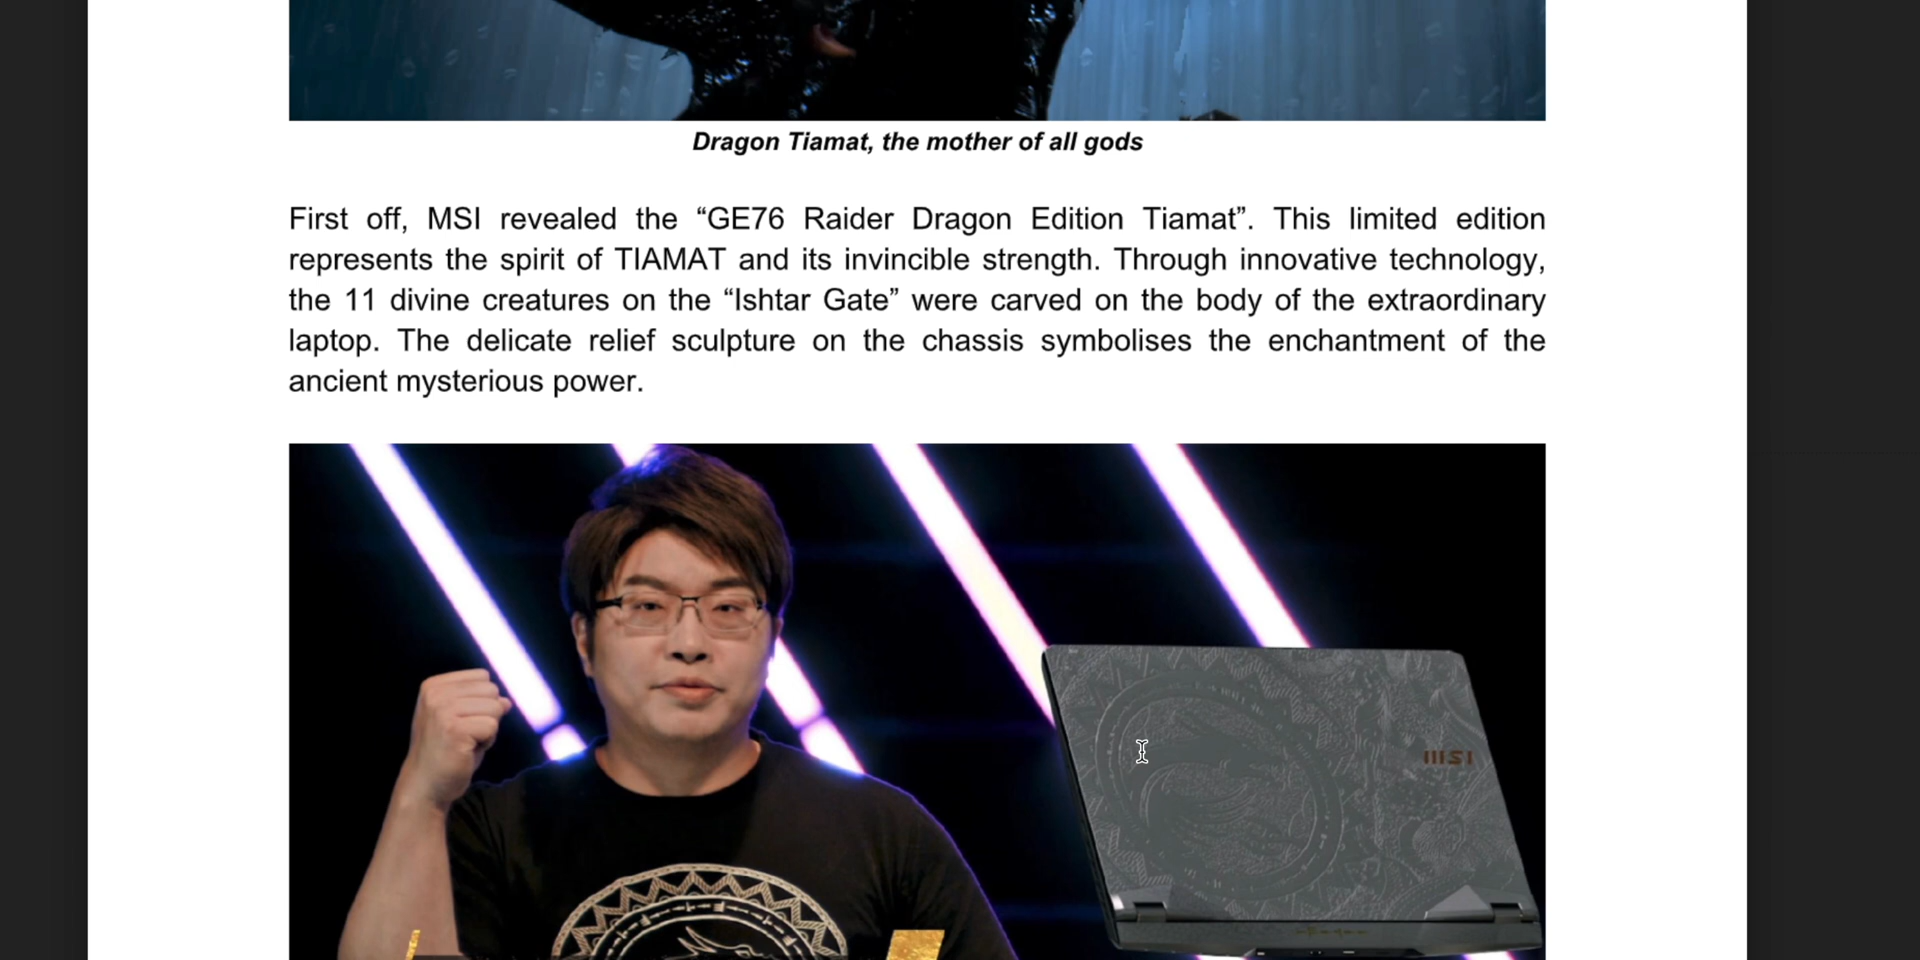 Dragon Tiamat, the mother of all gods
First off, MSI revealed the “GE76 Raider Dragon Edition Tiamat”. This limited edition
represents the spirit of TIAMAT and its invincible strength. Through innovative technology,
the 11 divine creatures on the “Ishtar Gate” were carved on the body of the extraordinary
laptop. The delicate relief sculpture on the chassis symbolises the enchantment of the
ancient mysterious power.
MSI